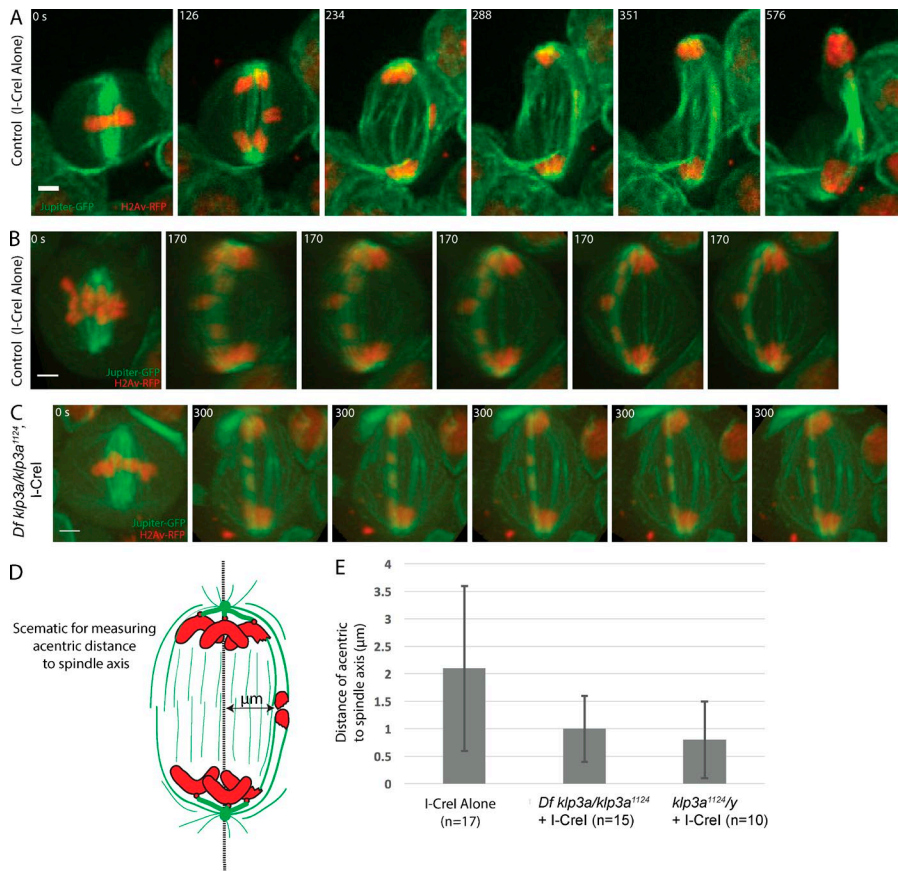 A
Control (I-CreI Alone)
0 s
126
234
288
351
576
Jupiter-GFP
H2Av-RFP
B
Control (I-CreI Alone)
0 s
170
170
170
170
170
Jupiter-GFP
H2Av-RFP
C
Df klp3a/klp3a¹¹²⁴;
I-CreI
0 s
300
300
300
300
300
Jupiter-GFP
H2Av-RFP
D
Scematic for measuring
acentric distance
to spindle axis
µm
E
Distance of acentric
to spindle axis (µm)
4
3.5
3
2.5
2
1.5
1
0.5
0
I-CreI Alone
(n=17)
Df klp3a/klp3a¹¹²⁴
+ I-CreI (n=15)
klp3a¹¹²⁴/y
+ I-CreI (n=10)